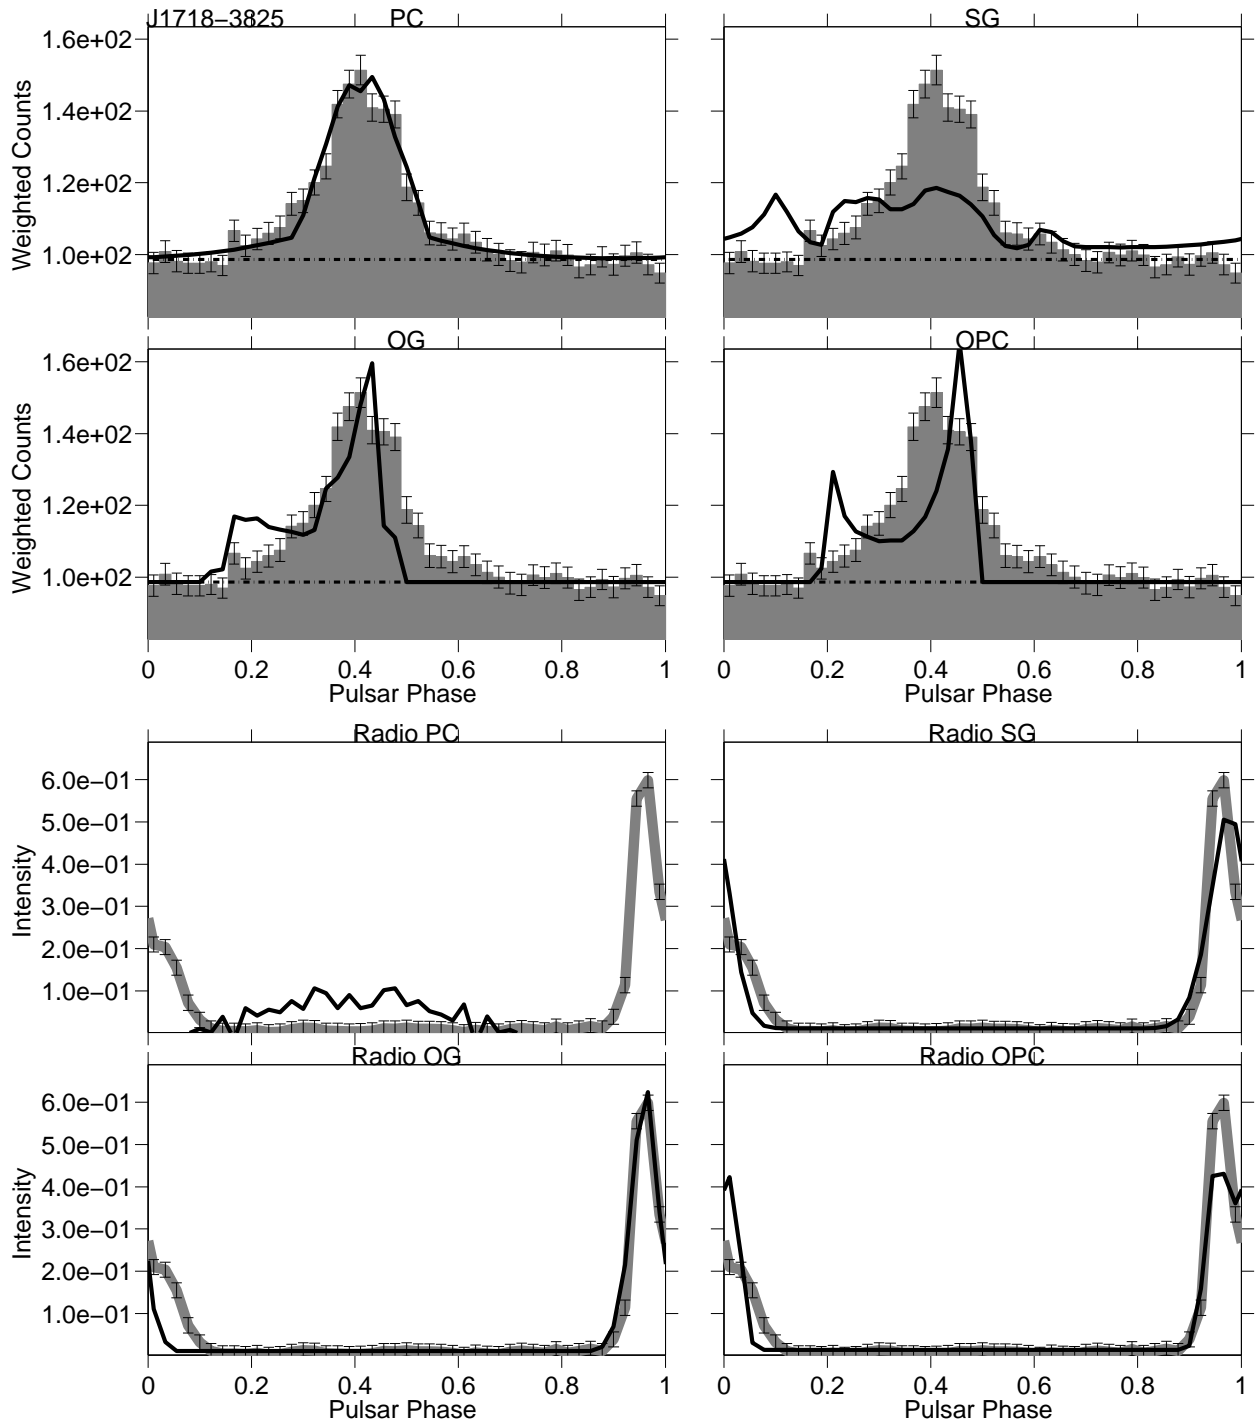 J1718−3825
PC
SG
1.6e+02
1.4e+02
1.2e+02
1.0e+02
Weighted Counts
Weighted Counts
OG
OPC
1.6e+02
1.4e+02
1.2e+02
1.0e+02
Weighted Counts
0 0.2 0.4 0.6 0.8 1
Pulsar Phase
0 0.2 0.4 0.6 0.8 1
Pulsar Phase
Radio PC
Radio SG
6.0e−01
5.0e−01
4.0e−01
3.0e−01
2.0e−01
1.0e−01
Intensity
Intensity
Radio OG
Radio OPC
6.0e−01
5.0e−01
4.0e−01
3.0e−01
2.0e−01
1.0e−01
Intensity
0 0.2 0.4 0.6 0.8 1
Pulsar Phase
0 0.2 0.4 0.6 0.8 1
Pulsar Phase